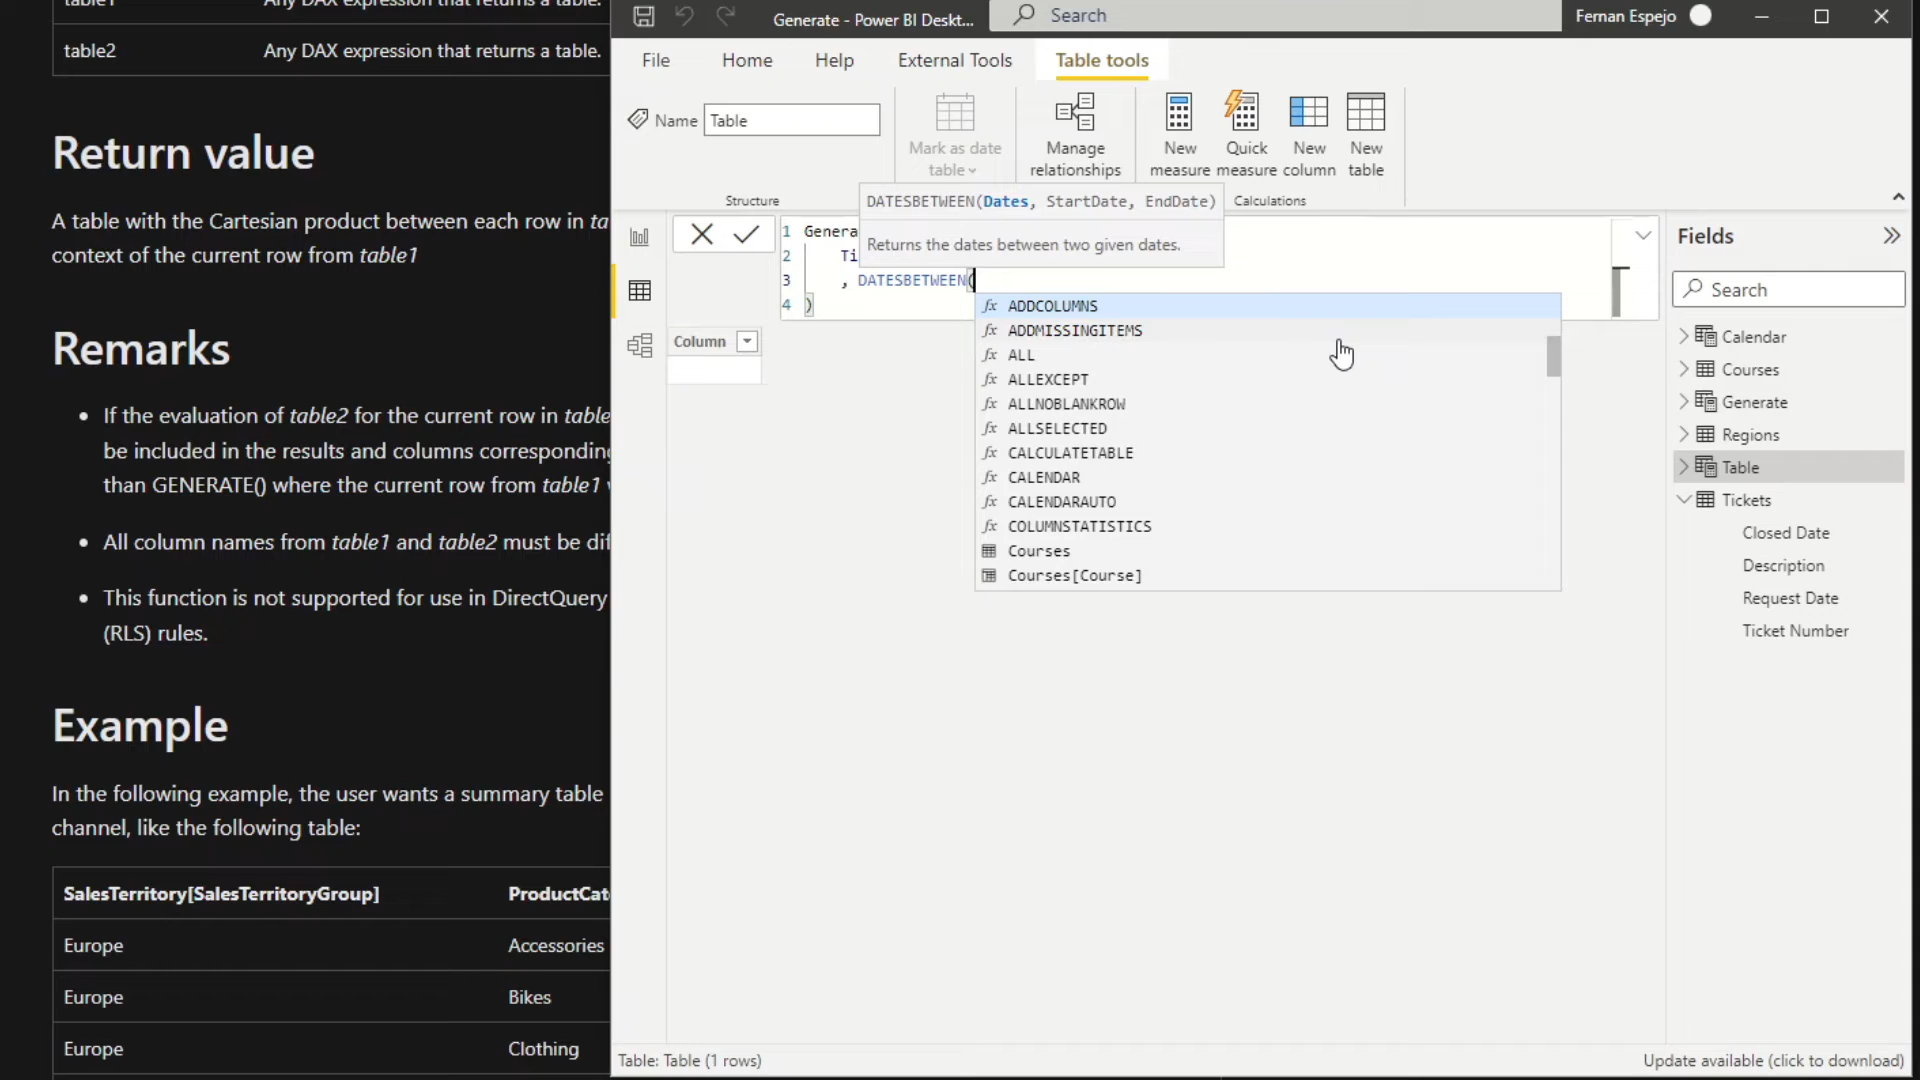 table1 Any DAX expression that returns a table.
table2 Any DAX expression that returns a table.
Return value
A table with the Cartesian product between each row in
context of the current row from table1
Remarks
If the evaluation of table2 for the current row in
be included in the results and columns
than GENERATE() where the current row from table1
All column names from table1 and table2 must be
This function is not supported for use in DirectQuery
(RLS) rules.
Example
In the following example, the user wants a summary table
channel, like the following table:
SalesTerritory[SalesTerritoryGroup] ProductCat
Europe Accessories
Europe Bikes
Europe Clothing
Generate - Power BI Deskt...
Search
Fernan Espejo
File Home Help External Tools Table tools
Name Table
Mark as date
table
Manage
relationships
New
measure
Quick
measure
New
column
New
table
Structure
Calculations
DATESBETWEEN(Dates, StartDate, EndDate)
Returns the dates between two given dates.
1 Genera
2 Ti
3 , DATESBETWEEN(
4 )
Column
ADDCOLUMNS
ADDMISSINGITEMS
ALL
ALLEXCEPT
ALLNOBLANKROW
ALLSELECTED
CALCULATETABLE
CALENDAR
CALENDARAUTO
COLUMNSTATISTICS
Courses
Courses[Course]
Fields
Search
Calendar
Courses
Generate
Regions
Table
Tickets
Closed Date
Description
Request Date
Ticket Number
Table: Table (1 rows)
Update available (click to download)